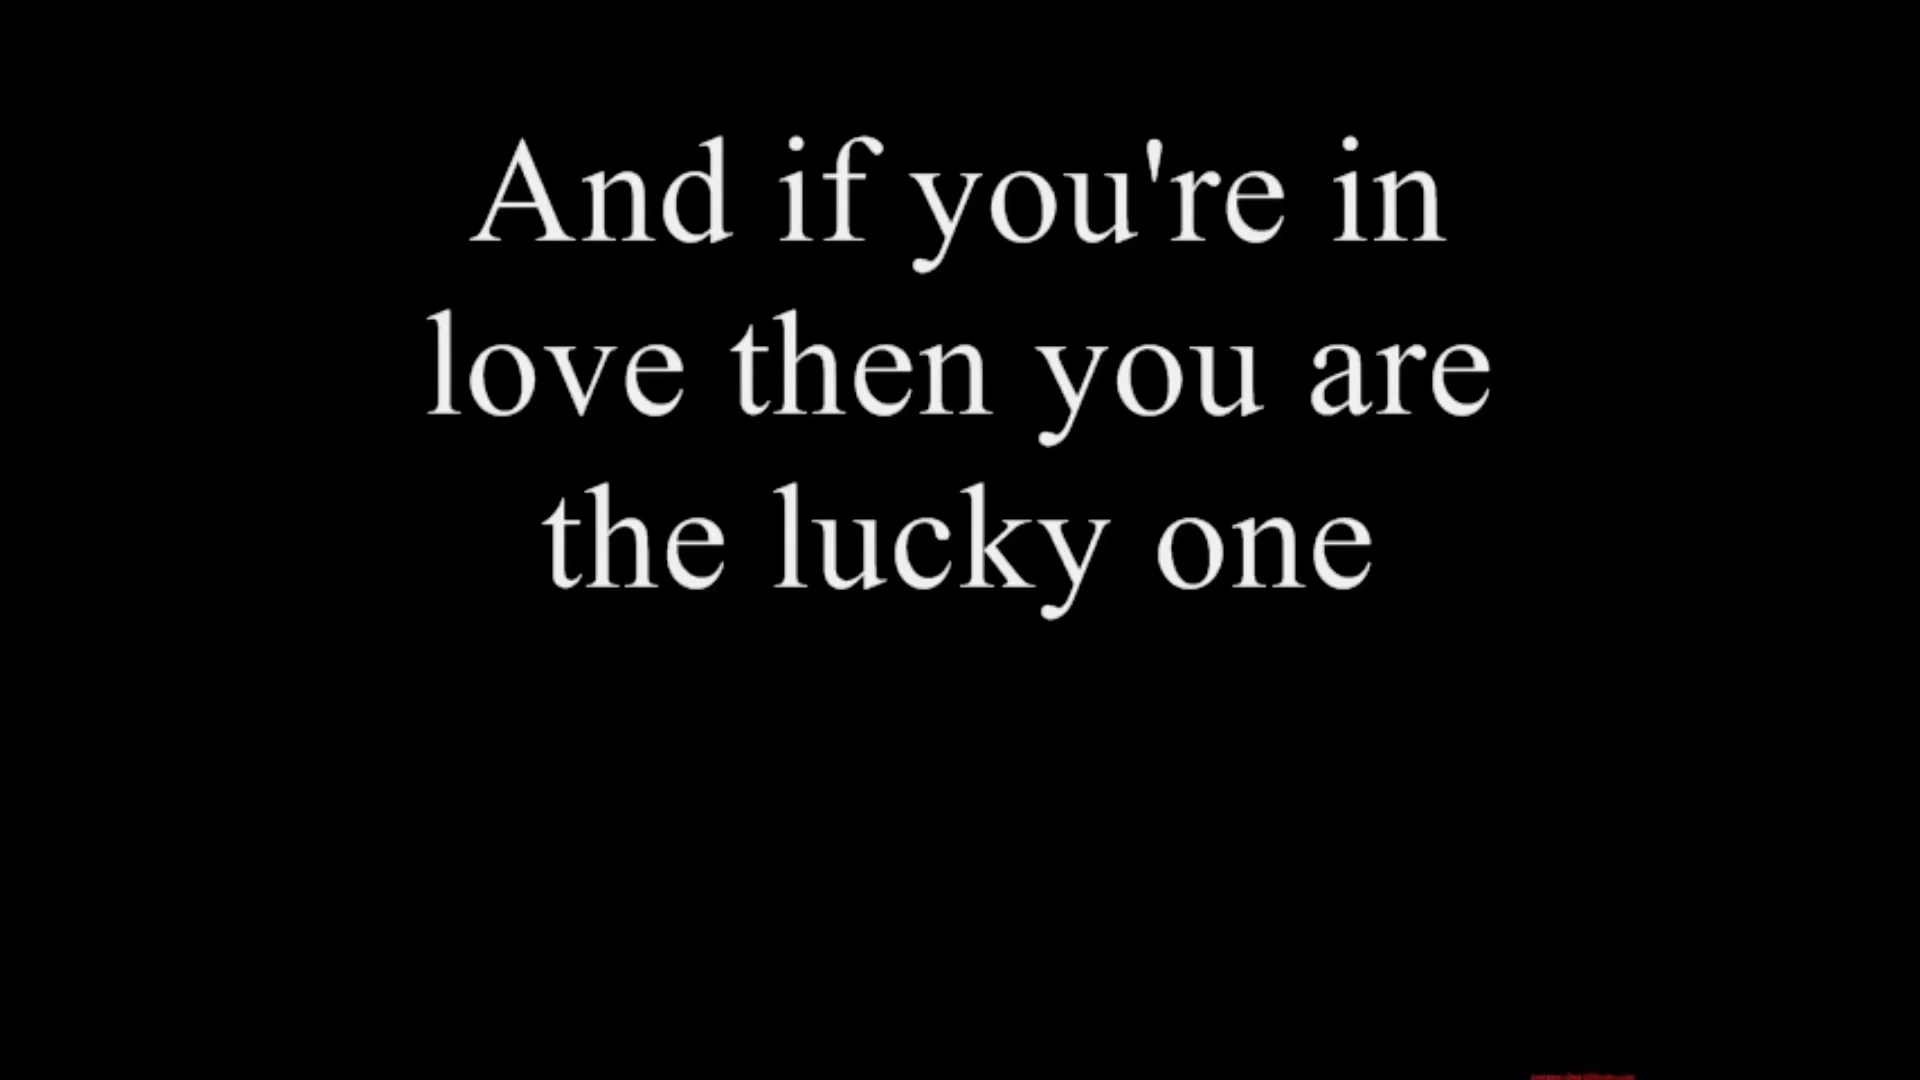 And if you're in
love then you are
the lucky one